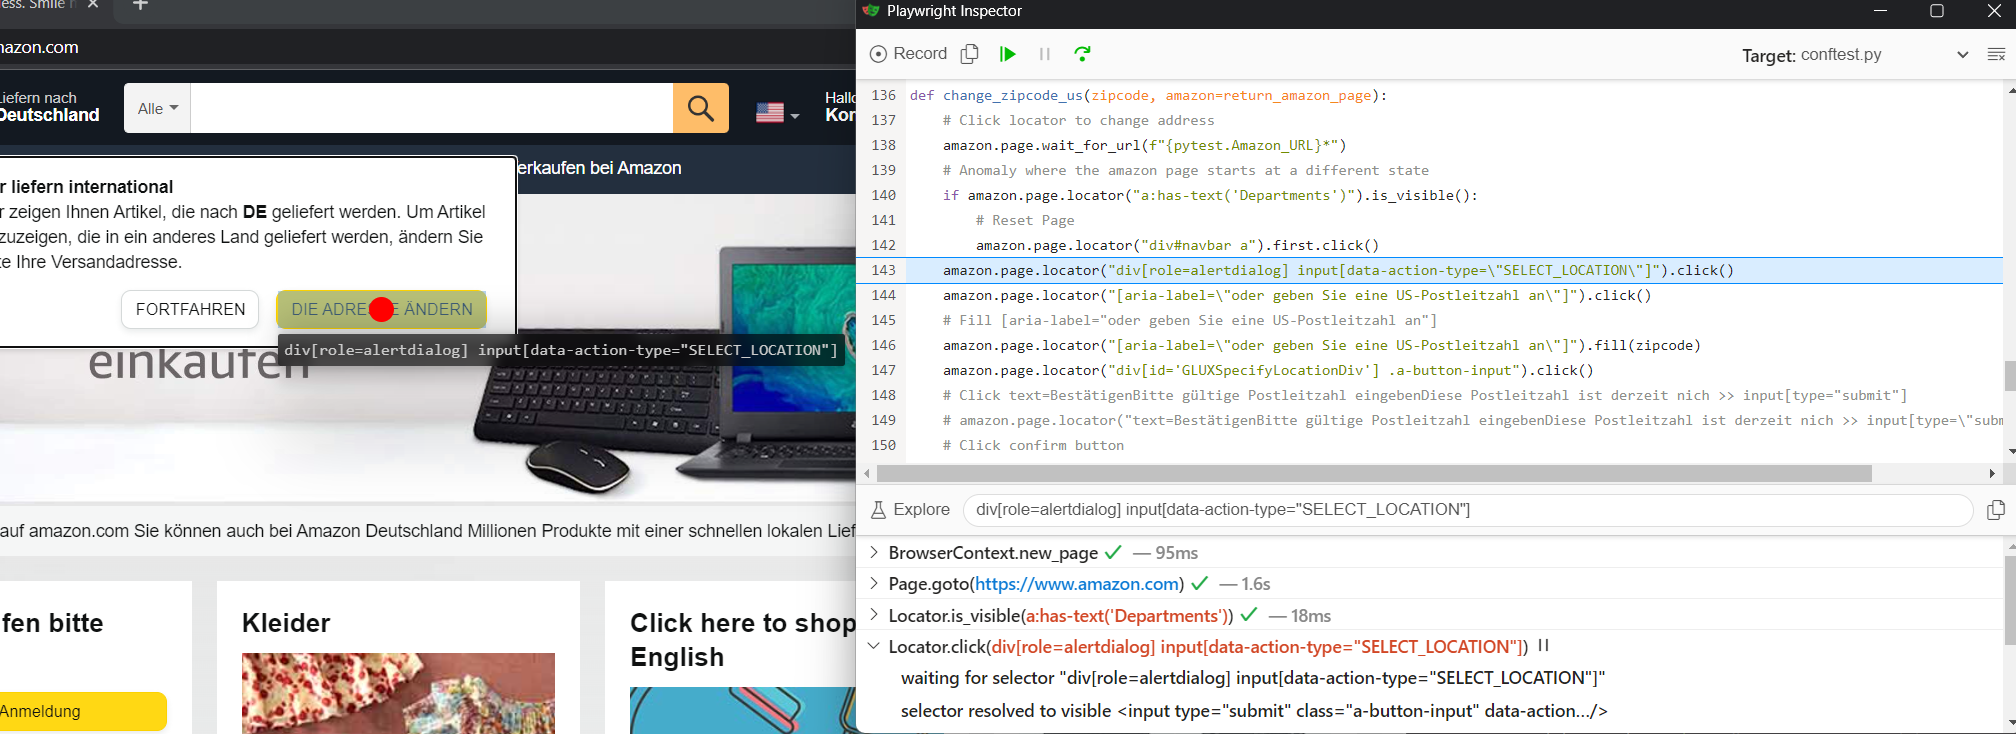 ess. Smile
Playwright Inspector
nazon.com
Record
Target: conftest.py
iefern nach
Deutschland
Alle
Hallo
Kor
erkaufen bei Amazon
r liefern international
r zeigen Ihnen Artikel, die nach DE geliefert werden. Um Artikel
zuzeigen, die in ein anderes Land geliefert werden, ändern Sie
te Ihre Versandadresse.
FORTFAHREN
DIE ADRESSE ÄNDERN
div[role=alertdialog] input[data-action-type="SELECT_LOCATION"]
einkaufen
auf amazon.com Sie können auch bei Amazon Deutschland Millionen Produkte mit einer schnellen lokalen Lief
fen bitte
Anmeldung
Kleider
Click here to shop
English
136 def change_zipcode_us(zipcode, amazon=return_amazon_page):
137 # Click locator to change address
138 amazon.page.wait_for_url(f"{pytest.Amazon_URL}*")
139 # Anomaly where the amazon page starts at a different state
140 if amazon.page.locator("a:has-text('Departments')").is_visible():
141 # Reset Page
142 amazon.page.locator("div#navbar a").first.click()
143 amazon.page.locator("div[role=alertdialog] input[data-action-type=\"SELECT_LOCATION\"]").click()
144 amazon.page.locator("[aria-label=\"oder geben Sie eine US-Postleitzahl an\"]").click()
145 # Fill [aria-label="oder geben Sie eine US-Postleitzahl an"]
146 amazon.page.locator("[aria-label=\"oder geben Sie eine US-Postleitzahl an\"]").fill(zipcode)
147 amazon.page.locator("div[id='GLUXSpecifyLocationDiv'] .a-button-input").click()
148 # Click text=BestätigenBitte gültige Postleitzahl eingebenDiese Postleitzahl ist derzeit nich >> input[type="submit"]
149 # amazon.page.locator("text=BestätigenBitte gültige Postleitzahl eingebenDiese Postleitzahl ist derzeit nich >> input[type=\"subm
150 # Click confirm button
Explore
div[role=alertdialog] input[data-action-type="SELECT_LOCATION"]
BrowserContext.new_page — 95ms
Page.goto(https://www.amazon.com) — 1.6s
Locator.is_visible(a:has-text('Departments')) — 18ms
Locator.click(div[role=alertdialog] input[data-action-type="SELECT_LOCATION"])
waiting for selector "div[role=alertdialog] input[data-action-type="SELECT_LOCATION"]"
selector resolved to visible <input type="submit" class="a-button-input" data-action…/>